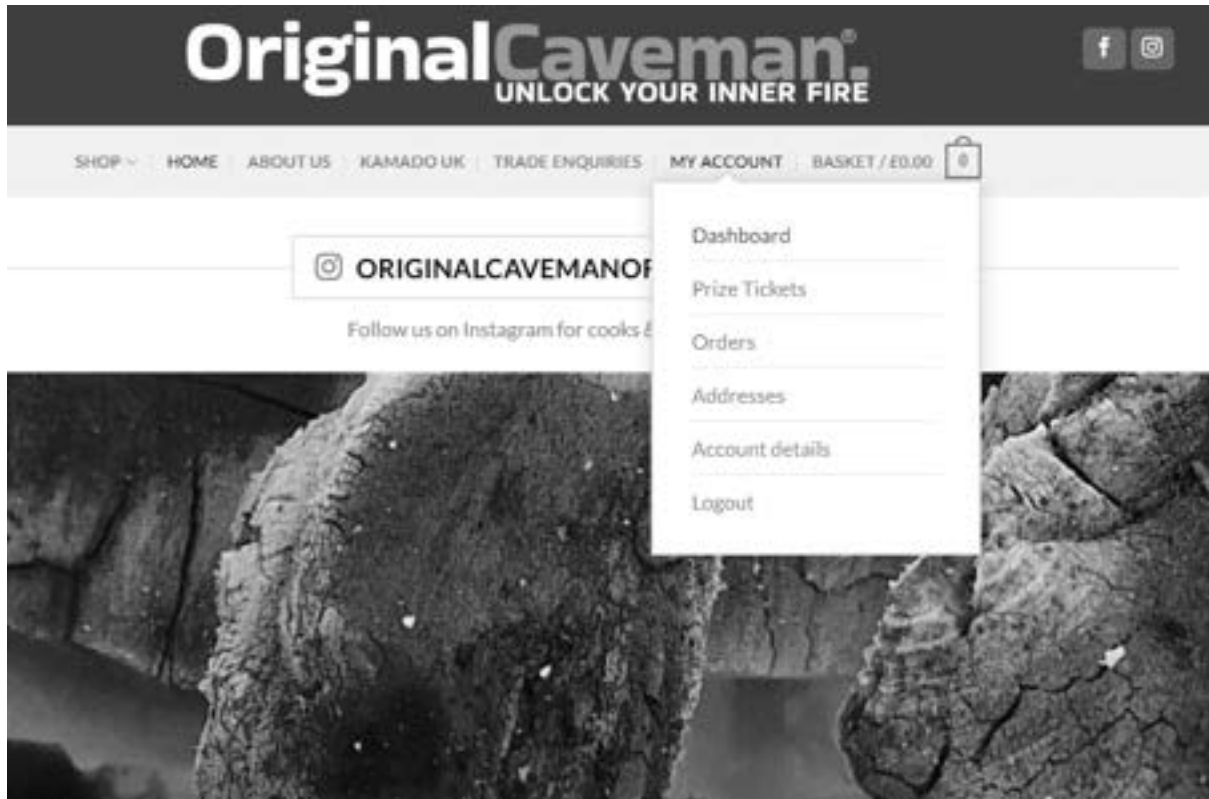 OriginalCaveman.®
UNLOCK YOUR INNER FIRE
SHOP HOME ABOUT US KAMADO UK TRADE ENQUIRIES MY ACCOUNT BASKET / £0.00 0
Dashboard
ORIGINALCAVEMANOF
Prize Tickets
Follow us on Instagram for cooks &
Orders
Addresses
Account details
Logout